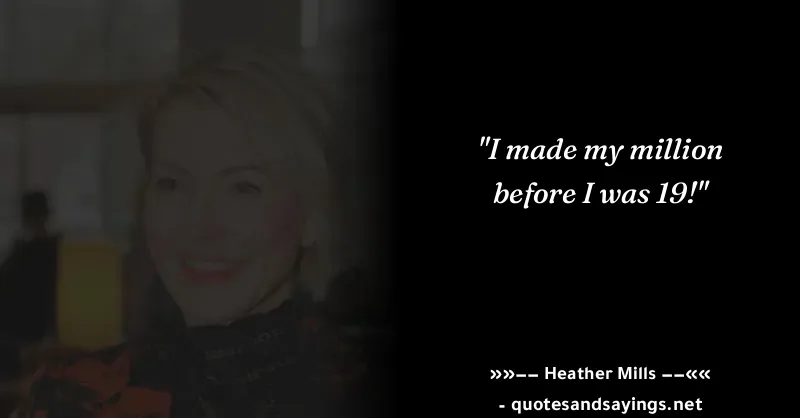 "I made my million
before I was 19!"
»»–– Heather Mills ––««
- quotesandsayings.net